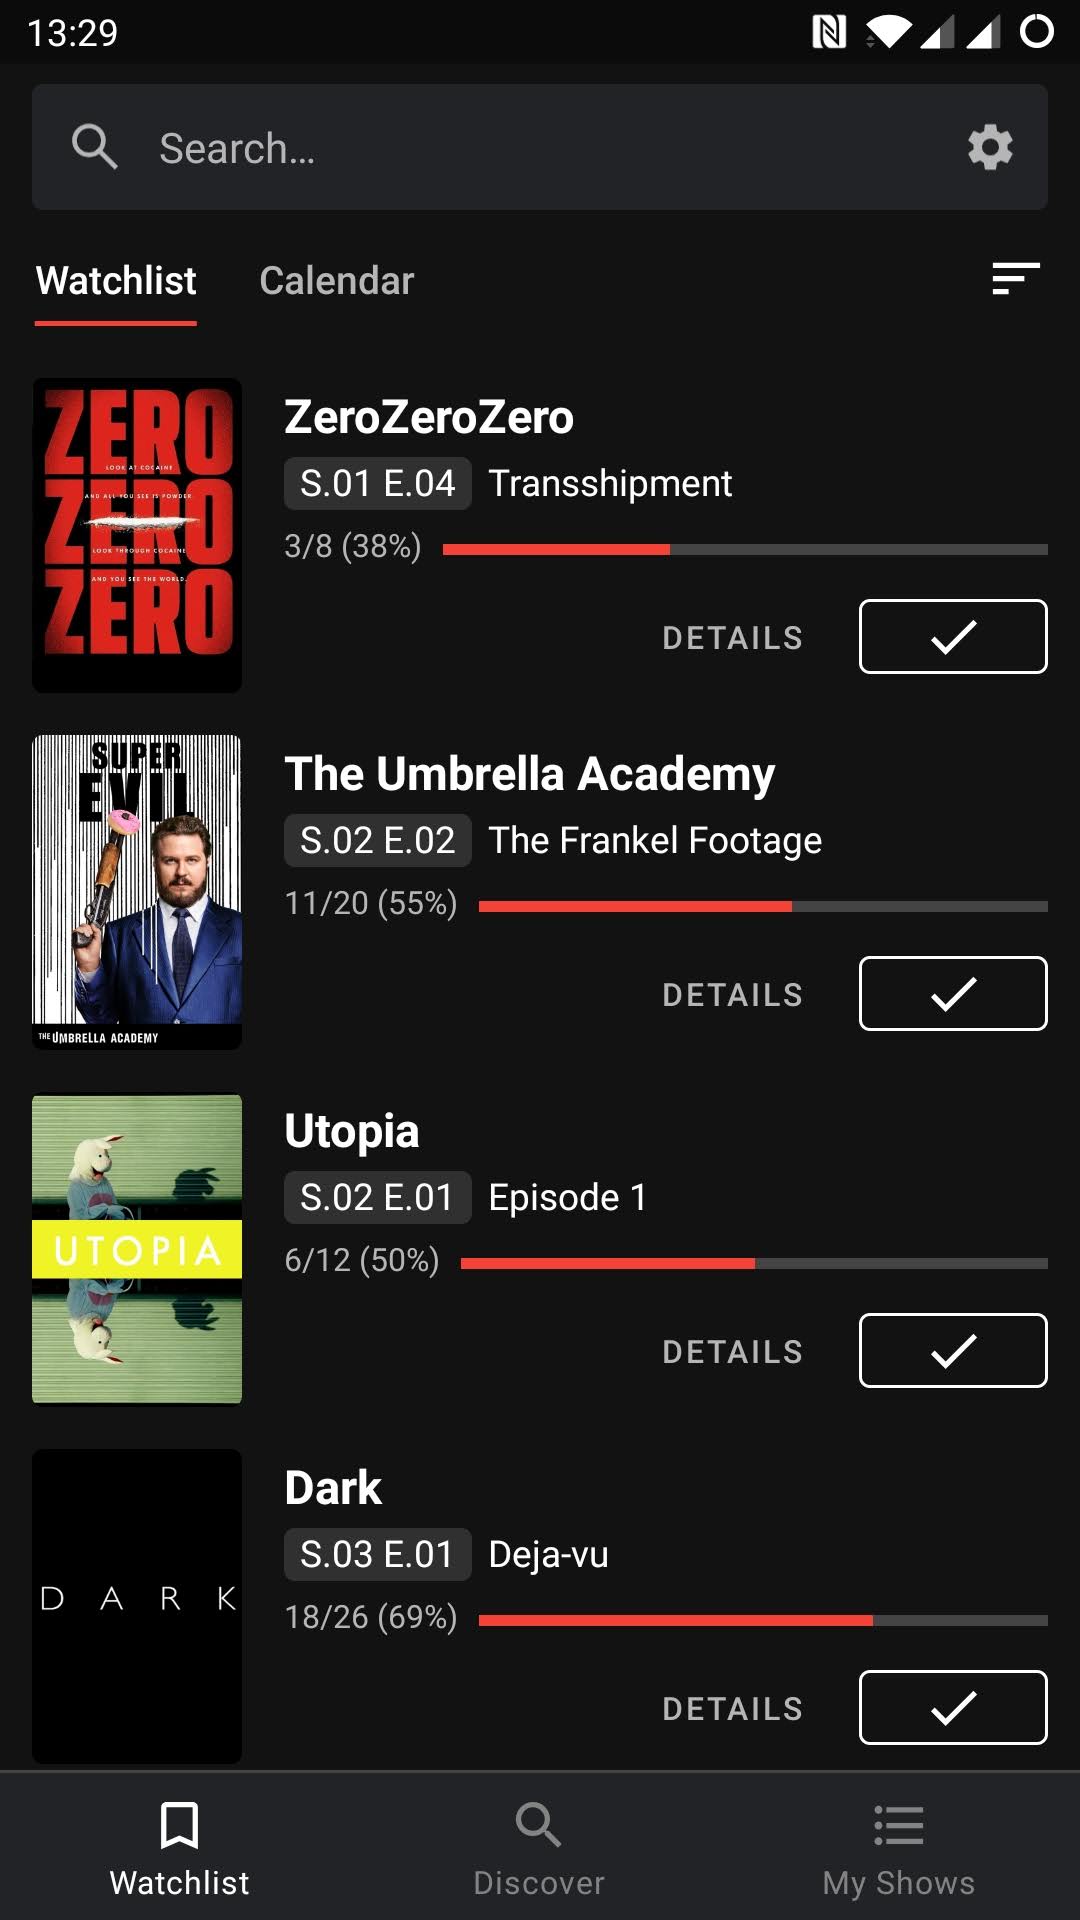 13:29
Search...
Watchlist
Calendar
ZERO
LOOK AT COCAINE
AND ALL YOU SEE IS POWDER
ZERO
LOOK THROUGH COCAINE
AND YOU SEE THE WORLD.
ZERO
ZeroZeroZero
S.01 E.04 Transshipment
3/8 (38%)
DETAILS
SUPER
EVIL
THE UMBRELLA ACADEMY
The Umbrella Academy
S.02 E.02 The Frankel Footage
11/20 (55%)
DETAILS
UTOPIA
Utopia
S.02 E.01 Episode 1
6/12 (50%)
DETAILS
DARK
Dark
S.03 E.01 Deja-vu
18/26 (69%)
DETAILS
Watchlist
Discover
My Shows